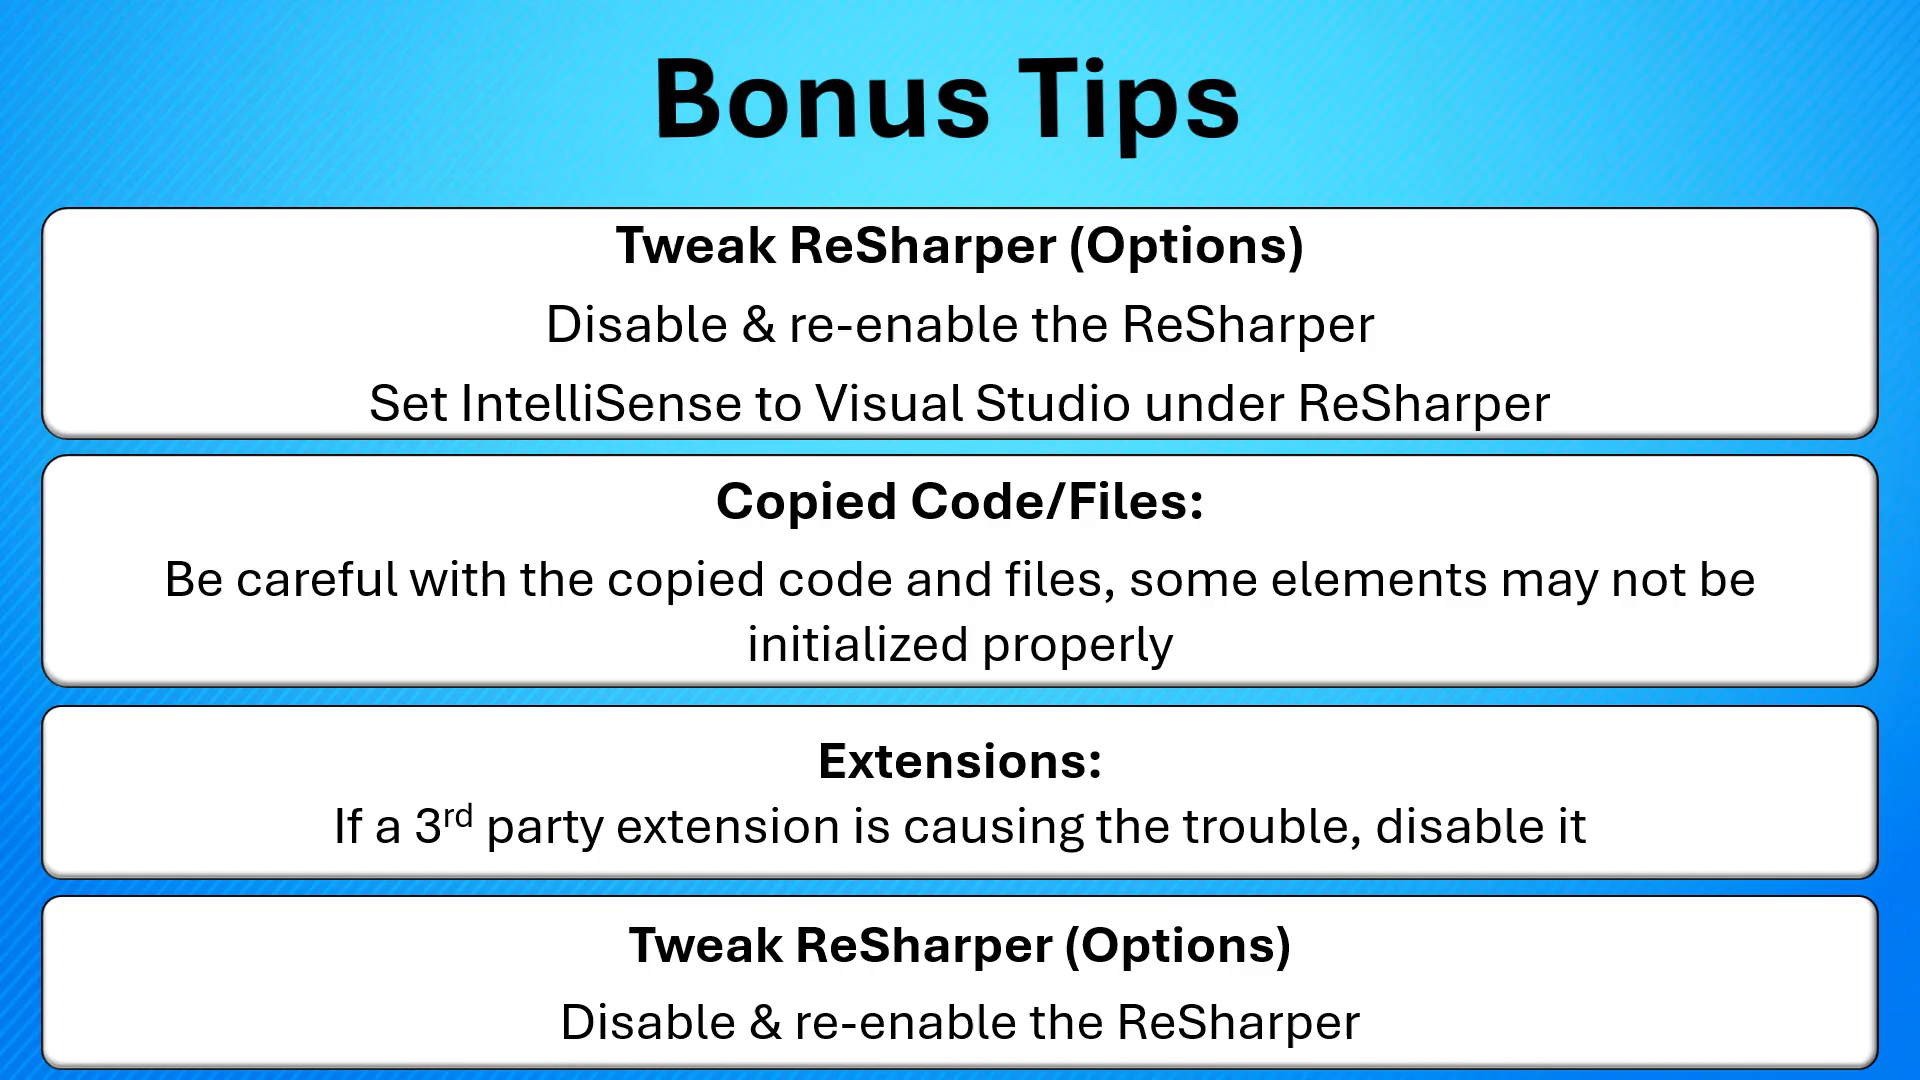 Bonus Tips
Tweak ReSharper (Options)
Disable & re-enable the ReSharper
Set IntelliSense to Visual Studio under ReSharper
Copied Code/Files:
Be careful with the copied code and files, some elements may not be
initialized properly
Extensions:
If a 3rd party extension is causing the trouble, disable it
Tweak ReSharper (Options)
Disable & re-enable the ReSharper